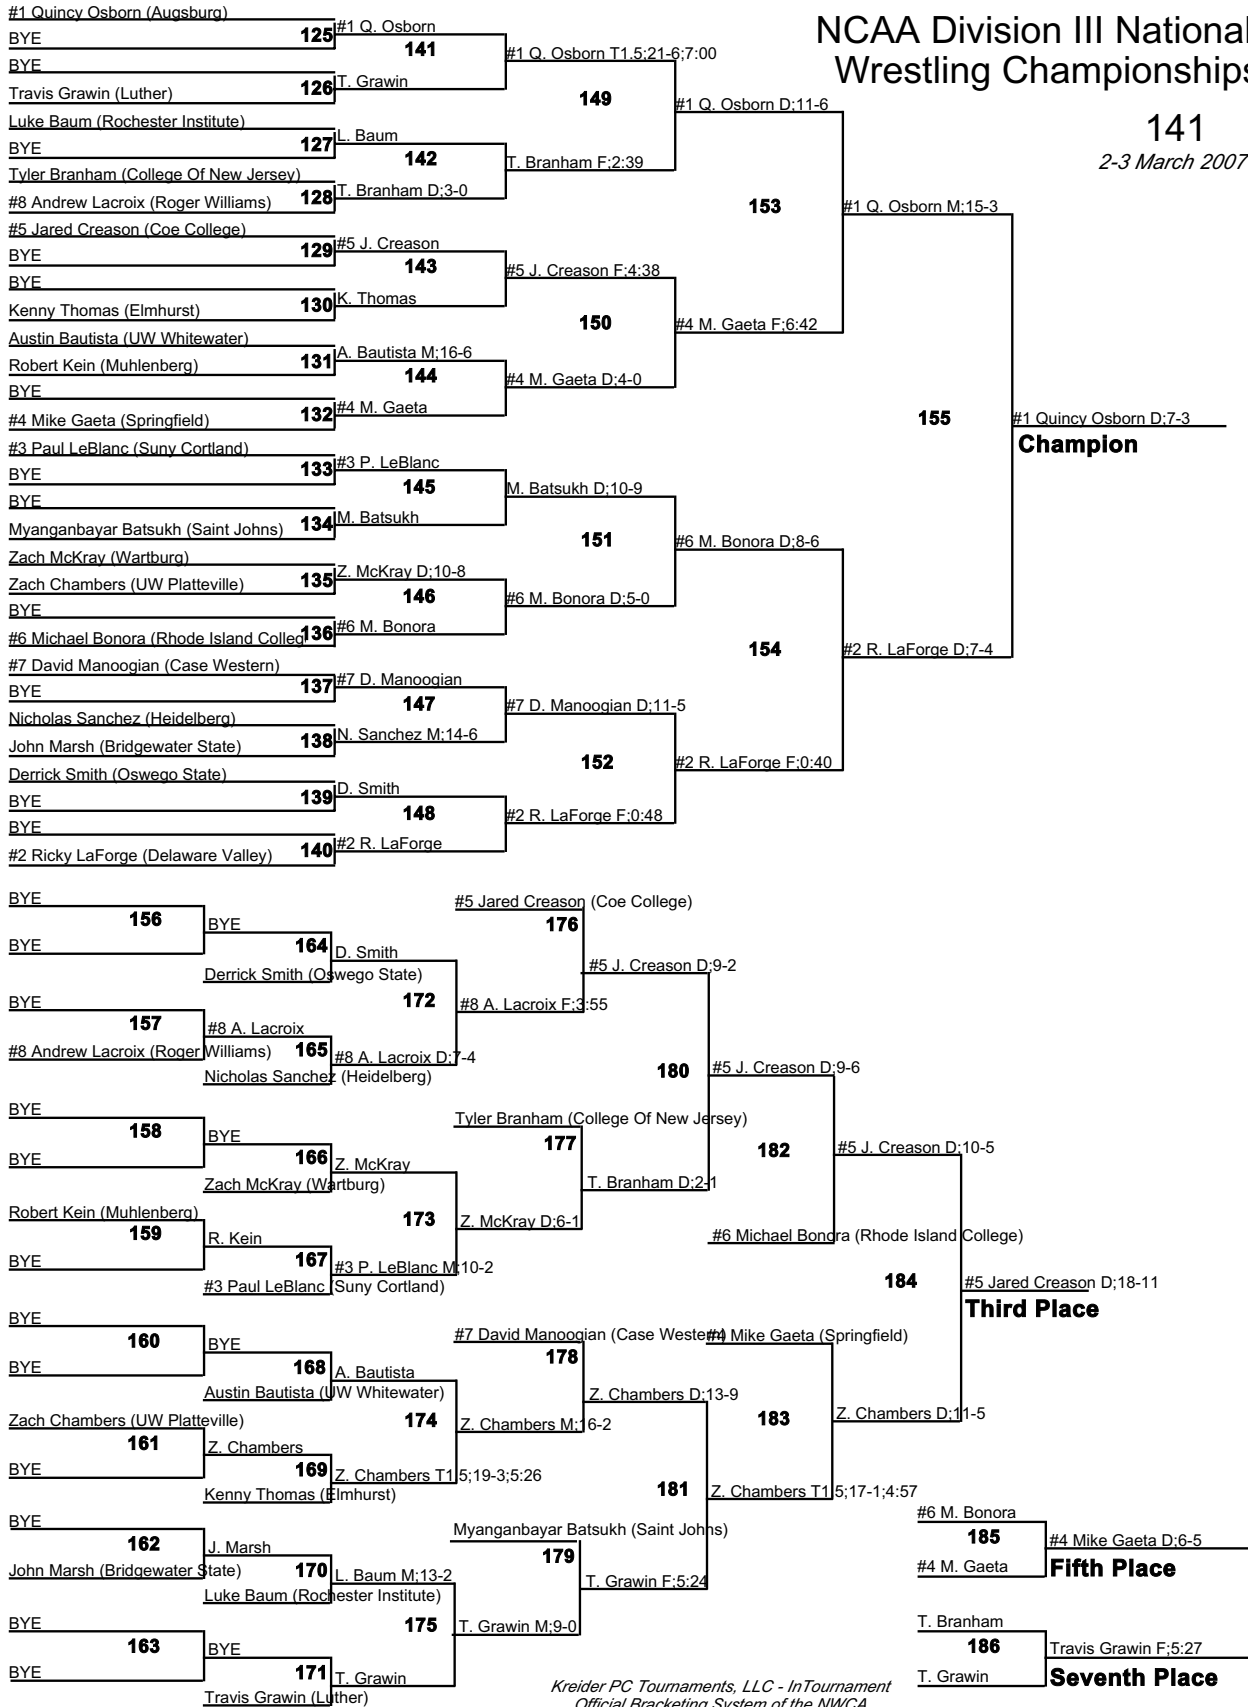 #1 Quincy Osborn (Augsburg)
BYE
125
#1 Q. Osborn
141
BYE
Travis Grawin (Luther)
126
T. Grawin
#1 Q. Osborn T1.5;21-6;7:00
149
Luke Baum (Rochester Institute)
BYE
127
L. Baum
142
Tyler Branham (College Of New Jersey)
#8 Andrew Lacroix (Roger Williams)
128
T. Branham D;3-0
T. Branham F;2:39
#1 Q. Osborn D;11-6
153
#5 Jared Creason (Coe College)
BYE
129
#5 J. Creason
143
BYE
Kenny Thomas (Elmhurst)
130
K. Thomas
#5 J. Creason F;4:38
150
Austin Bautista (UW Whitewater)
Robert Kein (Muhlenberg)
131
A. Bautista M;16-6
144
BYE
#4 Mike Gaeta (Springfield)
132
#4 M. Gaeta
#4 M. Gaeta D;4-0
#4 M. Gaeta F;6:42
#1 Q. Osborn M;15-3
155
#3 Paul LeBlanc (Suny Cortland)
BYE
133
#3 P. LeBlanc
145
BYE
Myanganbayar Batsukh (Saint Johns)
134
M. Batsukh
M. Batsukh D;10-9
151
Zach McKray (Wartburg)
Zach Chambers (UW Platteville)
135
Z. McKray D;10-8
146
BYE
#6 Michael Bonora (Rhode Island Colleg
136
#6 M. Bonora
#6 M. Bonora D;5-0
#6 M. Bonora D;8-6
154
#7 David Manoogian (Case Western)
BYE
137
#7 D. Manoogian
147
Nicholas Sanchez (Heidelberg)
John Marsh (Bridgewater State)
138
N. Sanchez M;14-6
#7 D. Manoogian D;11-5
152
Derrick Smith (Oswego State)
BYE
139
D. Smith
148
BYE
#2 Ricky LaForge (Delaware Valley)
140
#2 R. LaForge
#2 R. LaForge F;0:48
#2 R. LaForge F;0:40
#2 R. LaForge D;7-4
#1 Quincy Osborn D;7-3
Champion
NCAA Division III National
Wrestling Championships
141
2-3 March 2007
BYE
156
BYE
BYE
164
Derrick Smith (Oswego State)
D. Smith
172
BYE
157
#8 Andrew Lacroix (Roger Williams)
#8 A. Lacroix
165
Nicholas Sanchez (Heidelberg)
#8 A. Lacroix D;7-4
#8 A. Lacroix F;3:55
#5 Jared Creason (Coe College)
176
#5 J. Creason D;9-2
180
BYE
158
BYE
BYE
166
Zach McKray (Wartburg)
Z. McKray
173
Robert Kein (Muhlenberg)
159
BYE
R. Kein
167
#3 Paul LeBlanc (Suny Cortland)
#3 P. LeBlanc M;10-2
Z. McKray D;6-1
Tyler Branham (College Of New Jersey)
177
T. Branham D;2-1
#5 J. Creason D;9-6
182
#6 Michael Bonora (Rhode Island College)
#5 J. Creason D;10-5
184
BYE
160
BYE
BYE
168
Austin Bautista (UW Whitewater)
A. Bautista
174
Zach Chambers (UW Platteville)
161
BYE
Z. Chambers
169
Kenny Thomas (Elmhurst)
Z. Chambers T1.5;19-3;5:26
Z. Chambers M;16-2
#7 David Manoogian (Case Western)
178
Z. Chambers D;13-9
181
BYE
162
John Marsh (Bridgewater State)
J. Marsh
170
Luke Baum (Rochester Institute)
L. Baum M;13-2
175
BYE
163
BYE
BYE
171
Travis Grawin (Luther)
T. Grawin
T. Grawin M;9-0
Myanganbayar Batsukh (Saint Johns)
179
T. Grawin F;5:24
Z. Chambers T1.5;17-1;4:57
#4 Mike Gaeta (Springfield)
183
Z. Chambers D;11-5
#5 Jared Creason D;18-11
Third Place
#6 M. Bonora
185
#4 M. Gaeta
#4 Mike Gaeta D;6-5
Fifth Place
T. Branham
186
T. Grawin
Travis Grawin F;5:27
Seventh Place
Kreider PC Tournaments, LLC - InTournament
Official Bracketing System of the NWCA